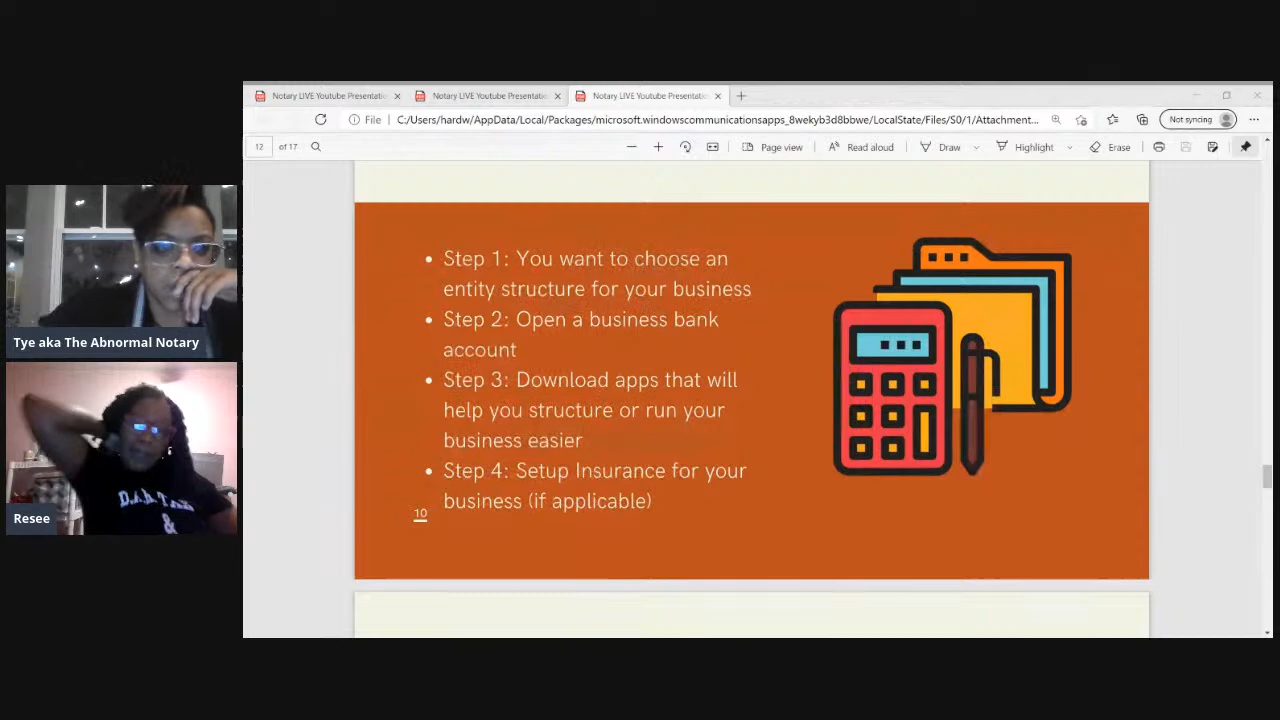 Notary LIVE Youtube Presentatio
Notary LIVE Youtube Presentatio
Notary LIVE Youtube Presentatio
File
C:/Users/hardw/AppData/Local/Packages/microsoft.windowscommunicationsapps_8wekyb3d8bbwe/LocalState/Files/S0/1/Attachment...
Not syncing
12 of 17
Page view
Read aloud
Draw
Highlight
Erase
• Step 1: You want to choose an
entity structure for your business
• Step 2: Open a business bank
account
• Step 3: Download apps that will
help you structure or run your
business easier
• Step 4: Setup Insurance for your
business (if applicable)
10
Tye aka The Abnormal Notary
&
Resee